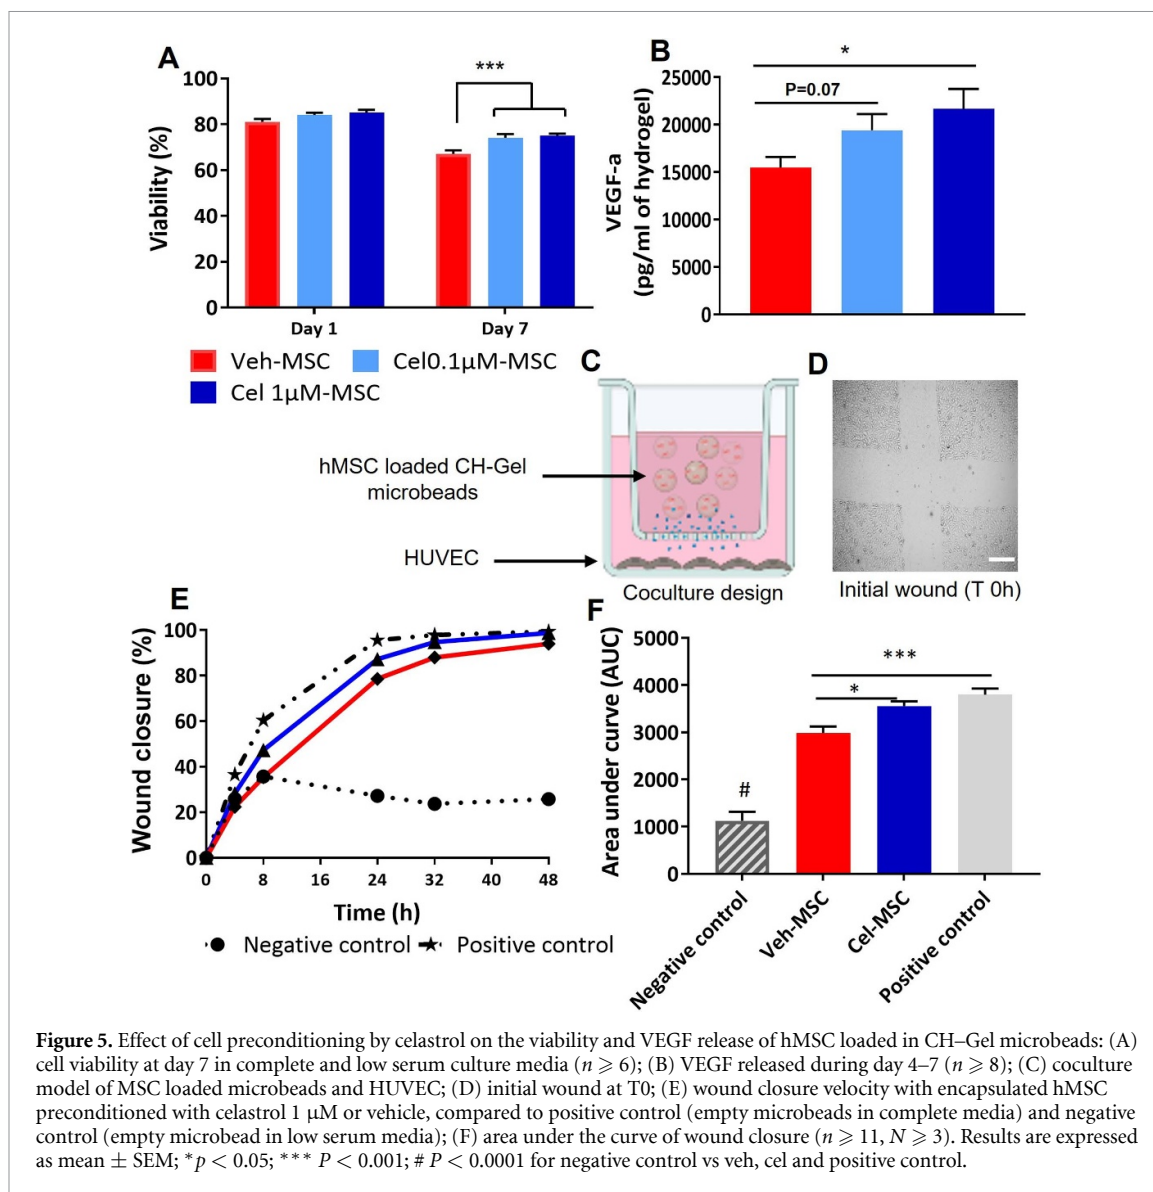 A
Viability (%)
100
80
60
40
20
0
***
Day 1
Day 7
Veh-MSC
Cel0.1µM-MSC
Cel 1µM-MSC
B
VEGF-a
(pg/ml of hydrogel)
25000
20000
15000
10000
5000
0
*
P=0.07
C
hMSC loaded CH-Gel
microbeads
HUVEC
Coculture design
D
Initial wound (T 0h)
E
Wound closure (%)
100
80
60
40
20
0
0 8 16 24 32 40 48
Time (h)
Negative control
Positive control
F
Area under curve (AUC)
5000
4000
3000
2000
1000
0
#
*
***
Negative control
Veh-MSC
Cel-MSC
Positive control
Figure 5. Effect of cell preconditioning by celastrol on the viability and VEGF release of hMSC loaded in CH–Gel microbeads: (A)
cell viability at day 7 in complete and low serum culture media (n ⩾ 6); (B) VEGF released during day 4–7 (n ⩾ 8); (C) coculture
model of MSC loaded microbeads and HUVEC; (D) initial wound at T0; (E) wound closure velocity with encapsulated hMSC
preconditioned with celastrol 1 µM or vehicle, compared to positive control (empty microbeads in complete media) and negative
control (empty microbead in low serum media); (F) area under the curve of wound closure (n ⩾ 11, N ⩾ 3). Results are expressed
as mean ± SEM; *p < 0.05; *** P < 0.001; # P < 0.0001 for negative control vs veh, cel and positive control.